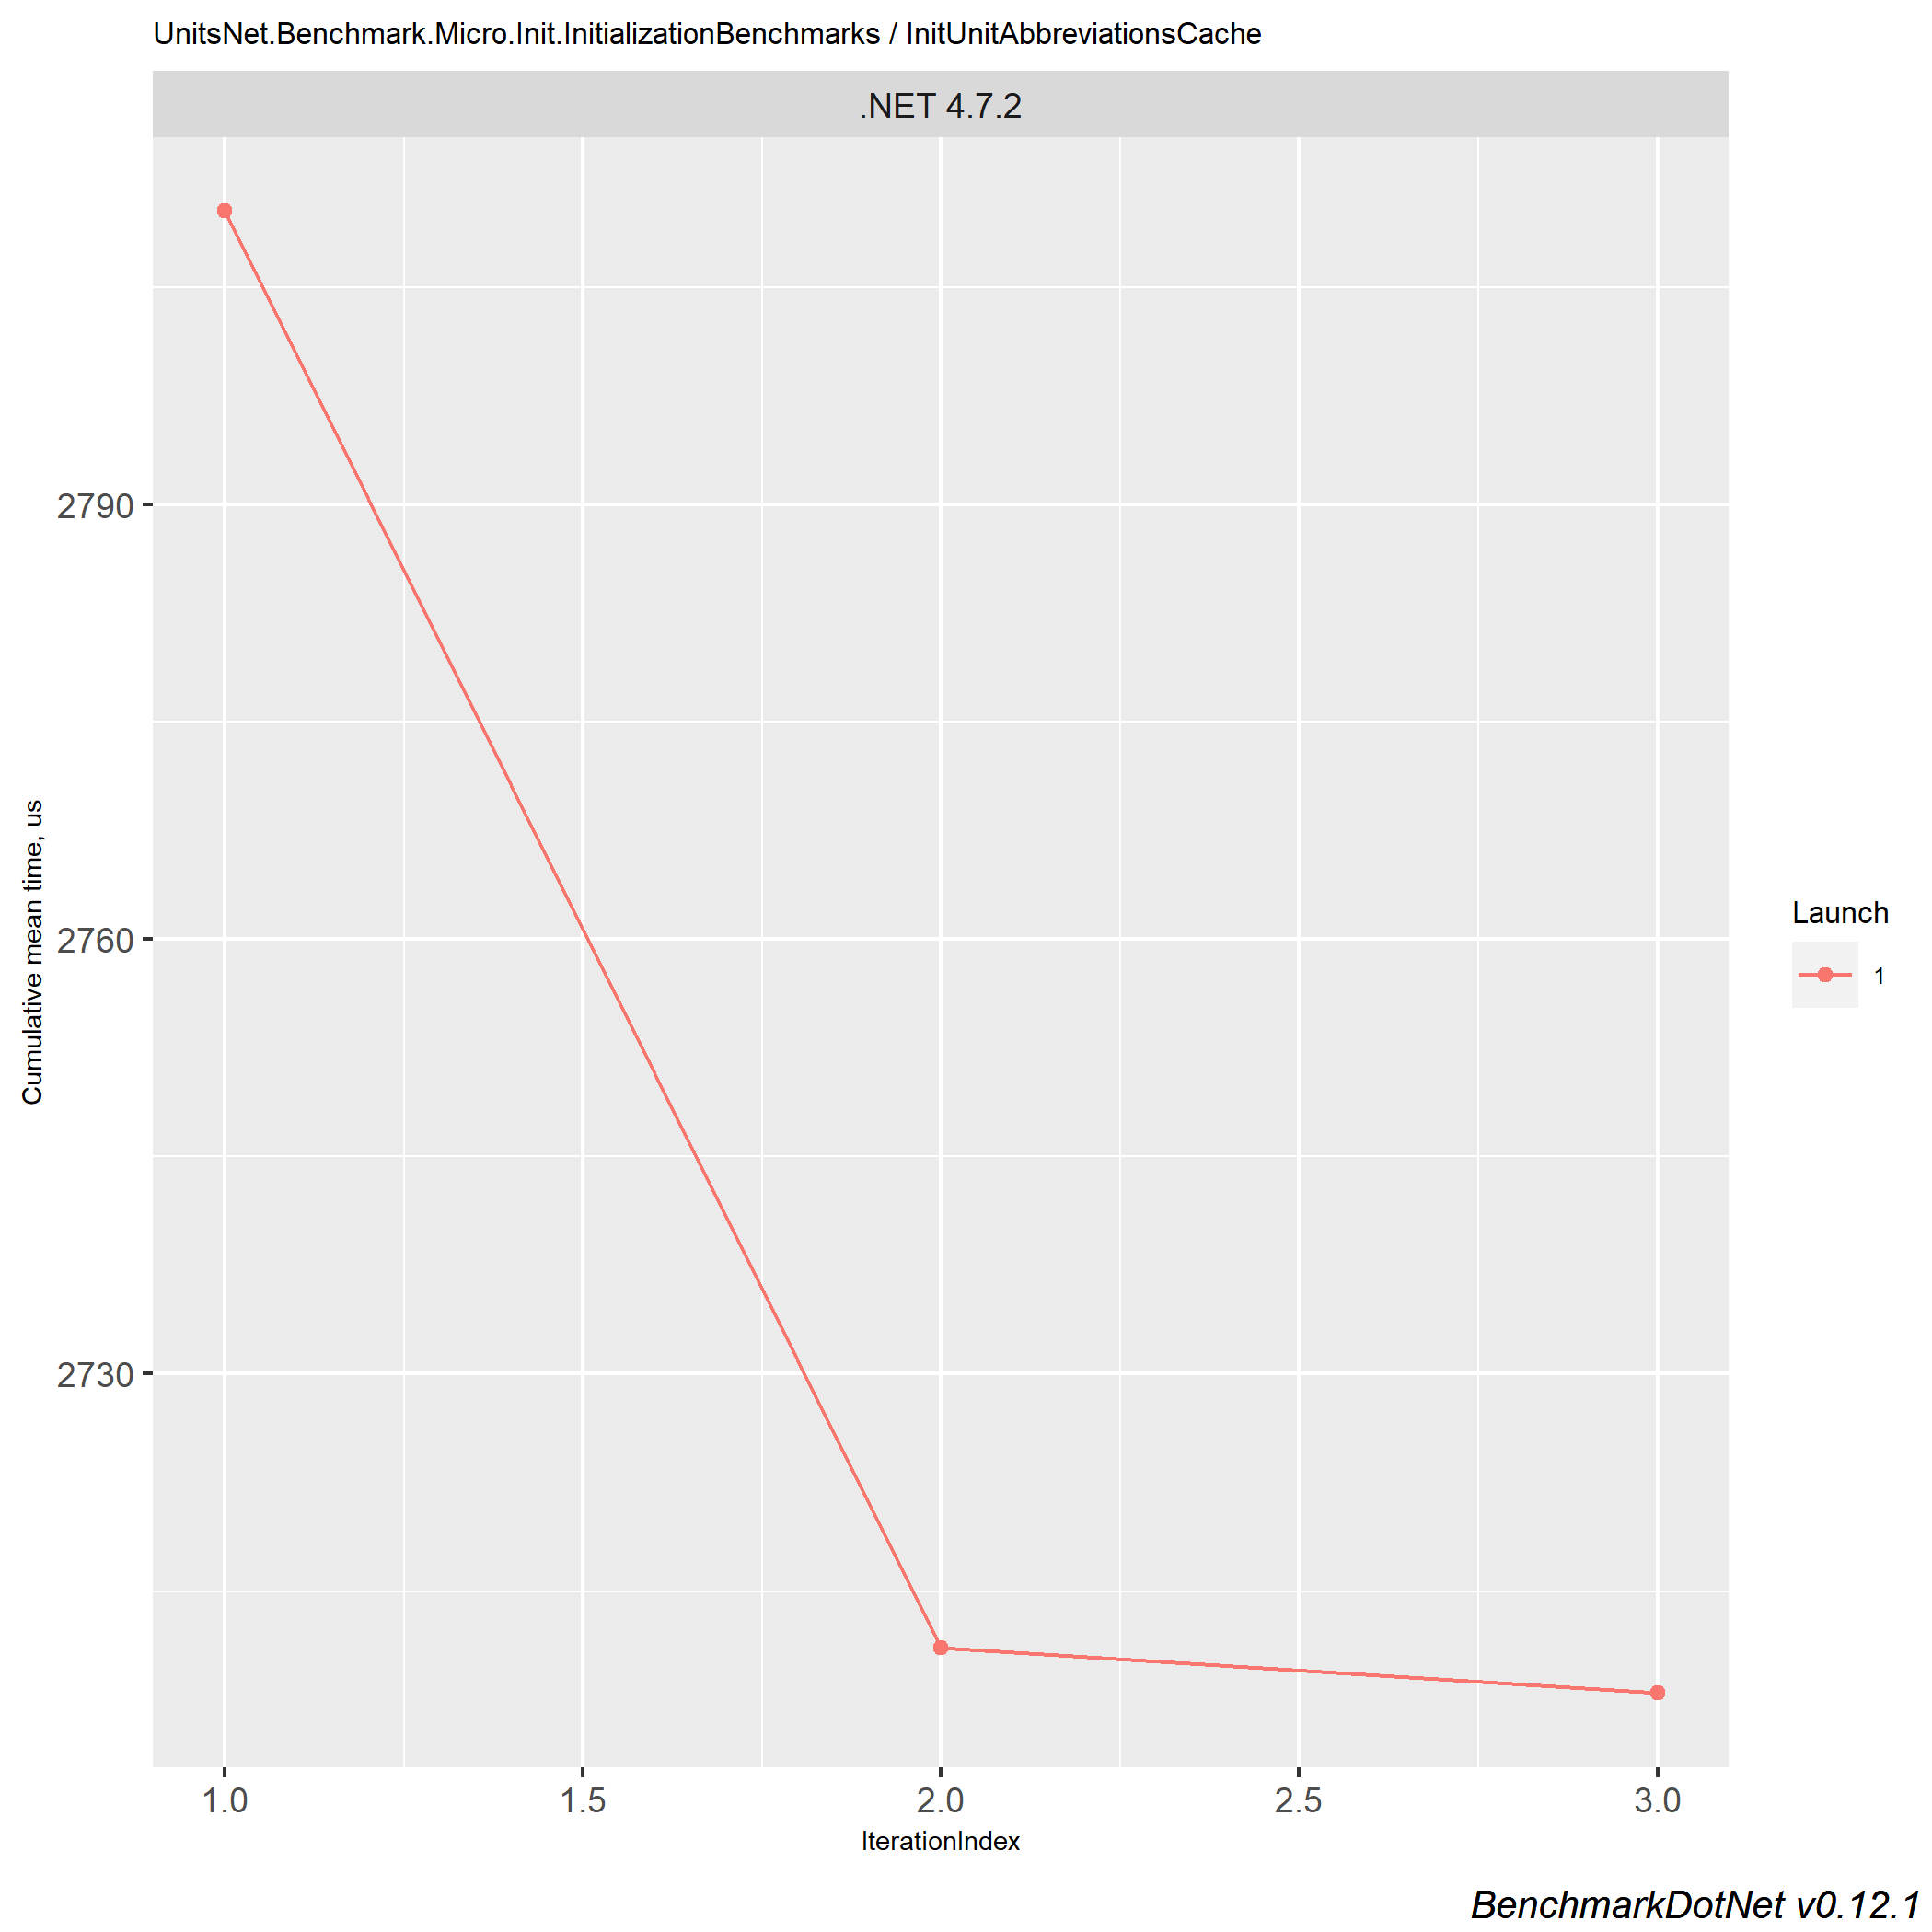 UnitsNet.Benchmark.Micro.Init.InitializationBenchmarks / InitUnitAbbreviationsCache
.NET 4.7.2
2790
2760
2730
Cumulative mean time, us
1.0 1.5 2.0 2.5 3.0
IterationIndex
Launch
1
BenchmarkDotNet v0.12.1